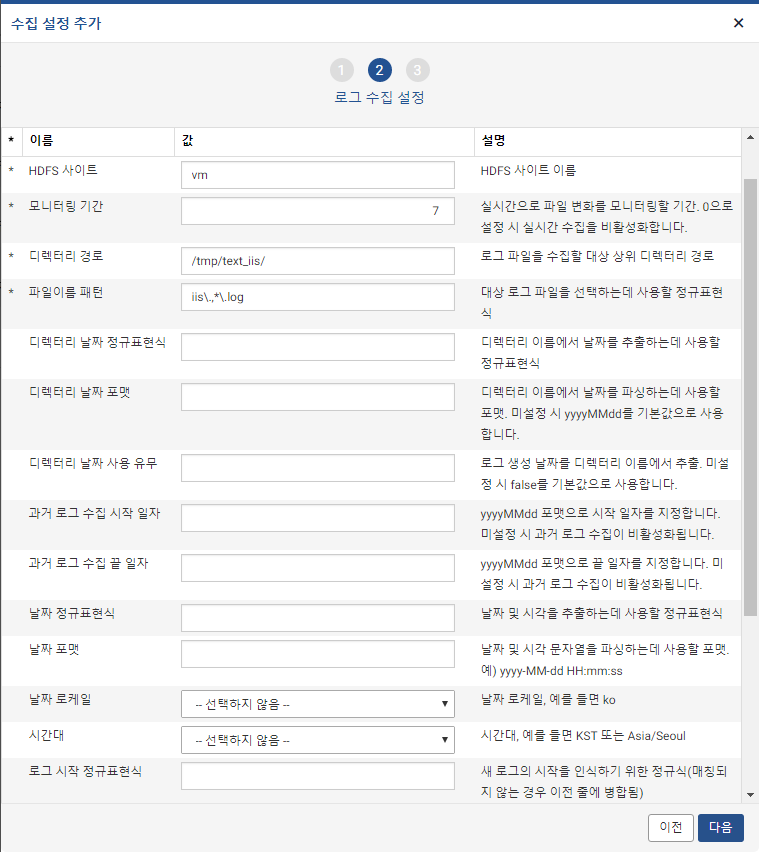 수집 설정 추가 ×
1 2 3
로그 수집 설정
* 이름 값 설명
* HDFS 사이트 vm HDFS 사이트 이름
* 모니터링 기간 7 실시간으로 파일 변화를 모니터링할 기간. 0으로
설정 시 실시간 수집을 비활성화합니다.
* 디렉터리 경로 /tmp/text_iis/ 로그 파일을 수집할 대상 상위 디렉터리 경로
* 파일이름 패턴 iis\.,*\.log 대상 로그 파일을 선택하는데 사용할 정규표현
식
디렉터리 날짜 정규표현식 디렉터리 이름에서 날짜를 추출하는데 사용할
정규표현식
디렉터리 날짜 포맷 디렉터리 이름에서 날짜를 파싱하는데 사용할
포맷. 미설정 시 yyyyMMdd를 기본값으로 사용
합니다.
디렉터리 날짜 사용 유무 로그 생성 날짜를 디렉터리 이름에서 추출. 미설
정 시 false를 기본값으로 사용합니다.
과거 로그 수집 시작 일자 yyyyMMdd 포맷으로 시작 일자를 지정합니다.
미설정 시 과거 로그 수집이 비활성화됩니다.
과거 로그 수집 끝 일자 yyyyMMdd 포맷으로 끝 일자를 지정합니다. 미
설정 시 과거 로그 수집이 비활성화됩니다.
날짜 정규표현식 날짜 및 시각을 추출하는데 사용할 정규표현식
날짜 포맷 날짜 및 시각 문자열을 파싱하는데 사용할 포맷.
예) yyyy-MM-dd HH:mm:ss
날짜 로케일 -- 선택하지 않음 -- 날짜 로케일, 예를 들면 ko
시간대 -- 선택하지 않음 -- 시간대, 예를 들면 KST 또는 Asia/Seoul
로그 시작 정규표현식 새 로그의 시작을 인식하기 위한 정규식(매칭되
지 않는 경우 이전 줄에 병합됨)
이전 다음